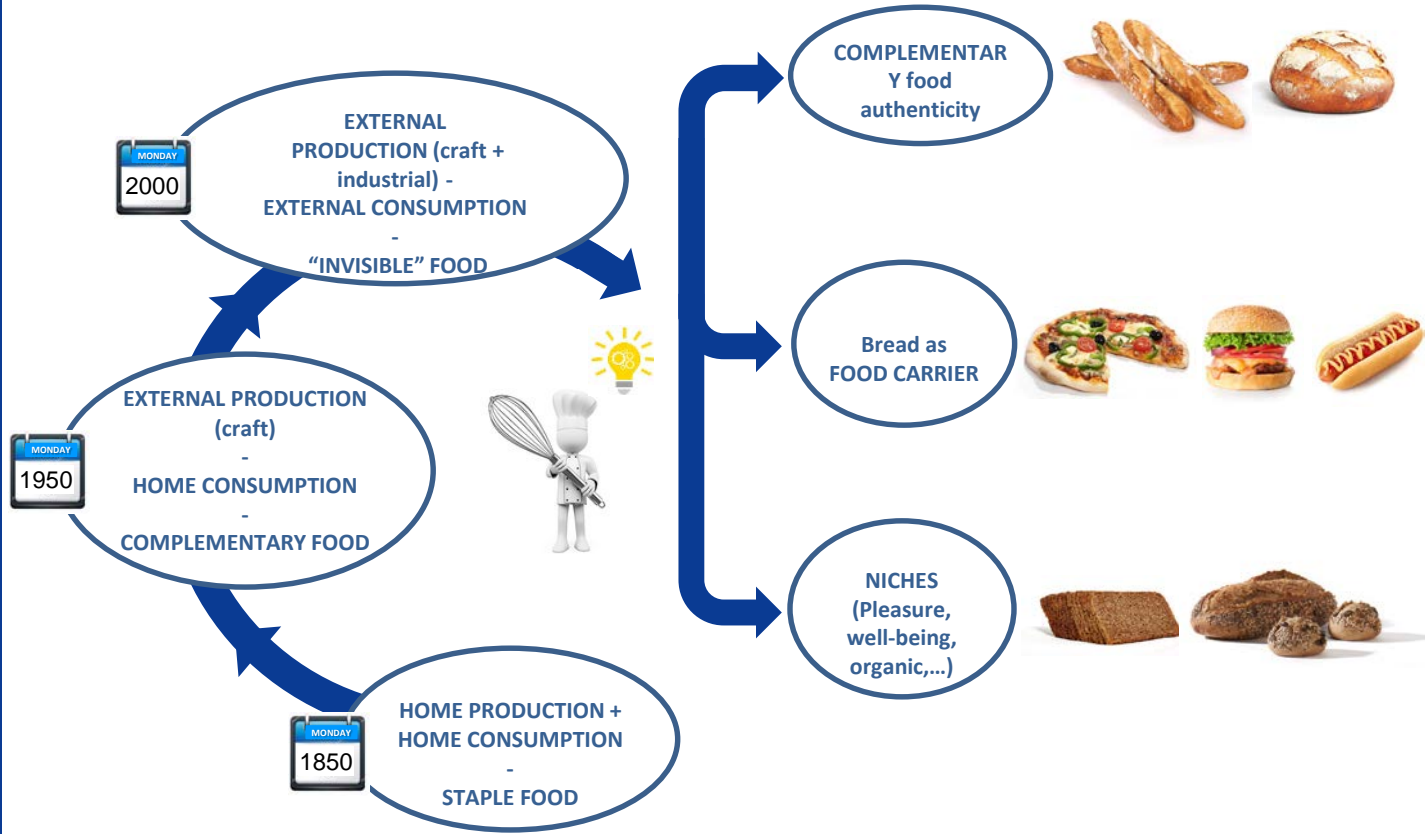 MONDAY
2000
EXTERNAL
PRODUCTION (craft +
industrial) -
EXTERNAL CONSUMPTION
-
“INVISIBLE” FOOD
MONDAY
1950
EXTERNAL PRODUCTION
(craft)
-
HOME CONSUMPTION
-
COMPLEMENTARY FOOD
MONDAY
1850
HOME PRODUCTION +
HOME CONSUMPTION
-
STAPLE FOOD
COMPLEMENTAR
Y food
authenticity
Bread as
FOOD CARRIER
NICHES
(Pleasure,
well-being,
organic,...)